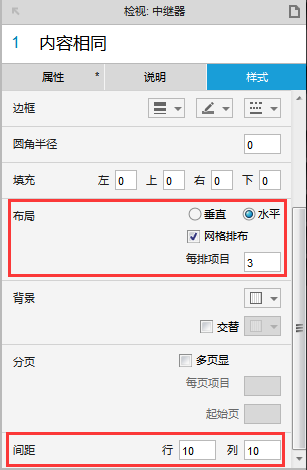 检视: 中继器
1 内容相同
属性 * 说明 样式
边框
圆角半径 0
填充 左 0 上 0 右 0 下 0
布局 垂直 水平
网格排布
每排项目 3
背景
交替
分页 多页显
每页项目
起始页
间距 行 10 列 10